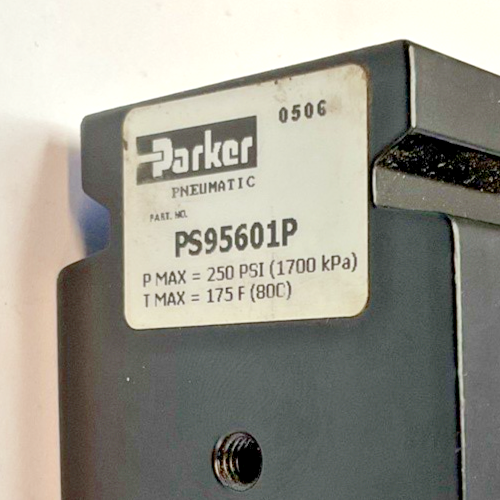 0506
Parker
PNEUMATIC
PART. NO.
PS95601P
P MAX = 250 PSI (1700 kPa)
T MAX = 175 F (80C)